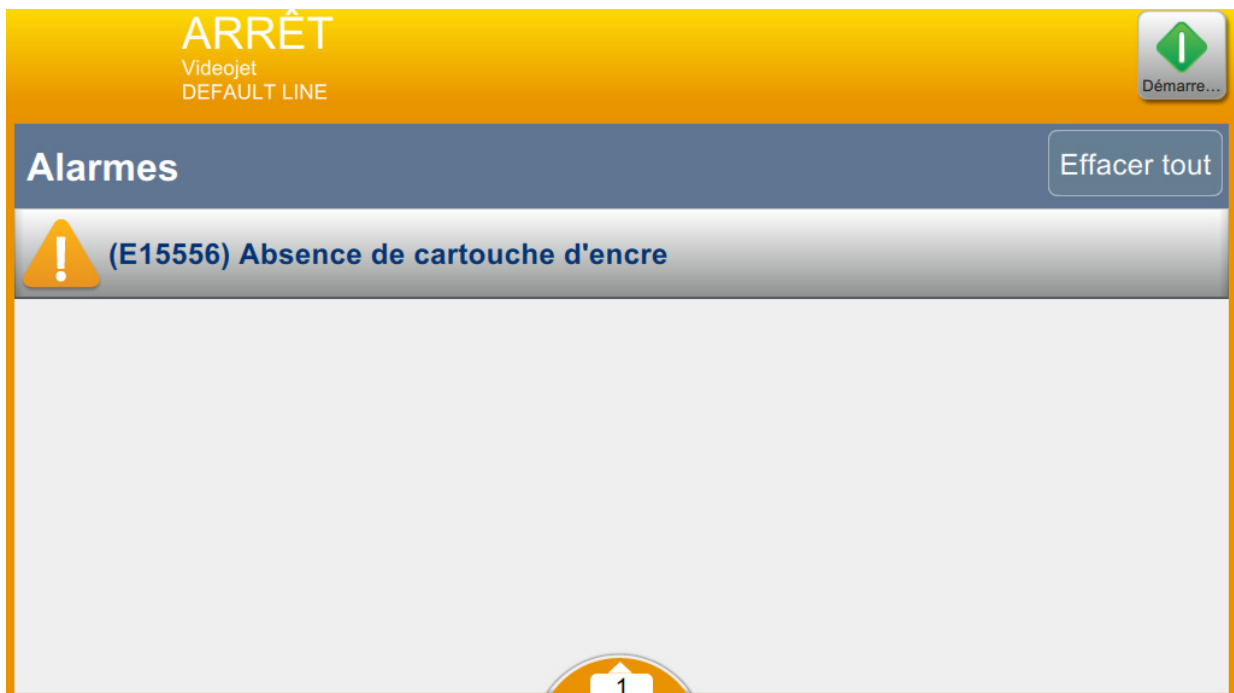 ARRÊT
Videojet
DEFAULT LINE
Démarre...
Alarmes
Effacer tout
(E15556) Absence de cartouche d'encre
1